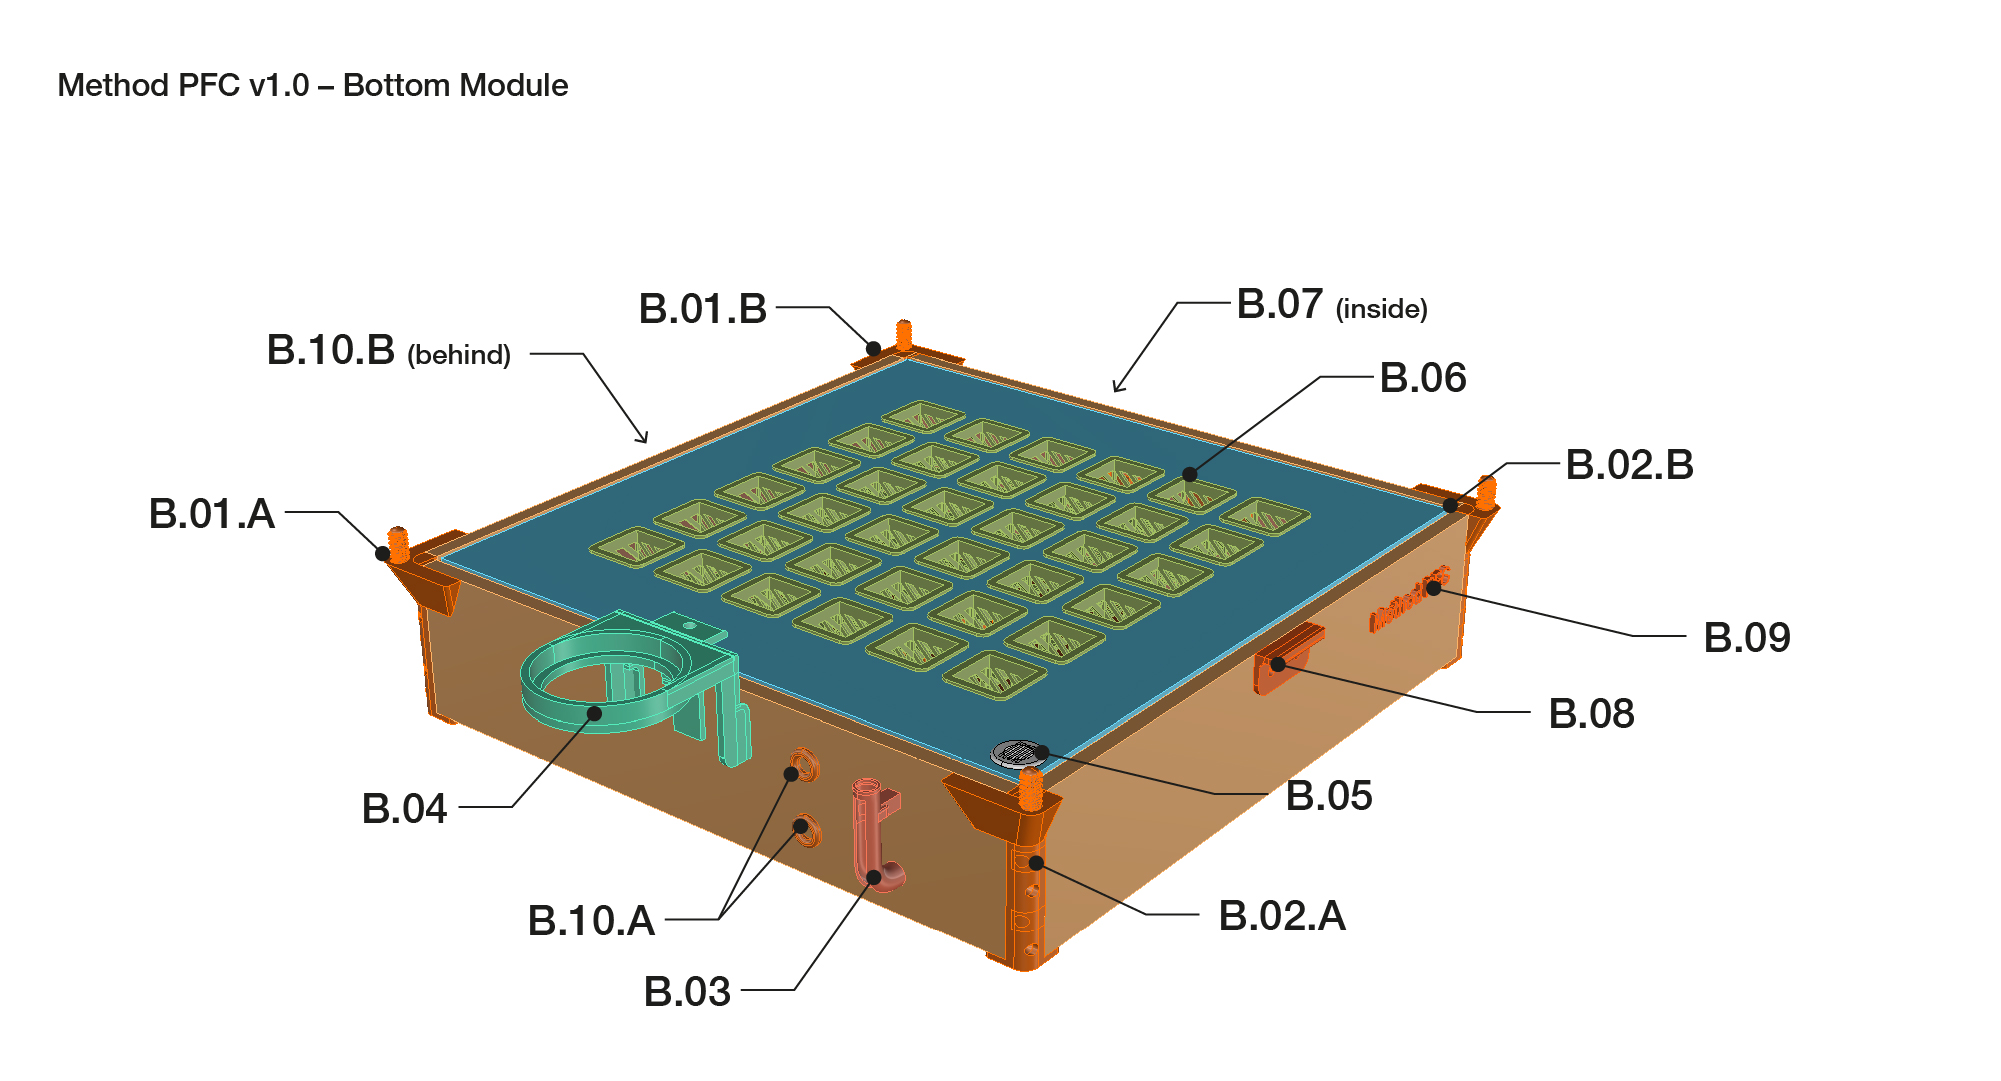 Method PFC v1.0 – Bottom Module
B.01.B
B.07 (inside)
B.10.B (behind)
B.06
B.02.B
B.01.A
B.09
B.08
B.05
B.04
B.10.A
B.02.A
B.03